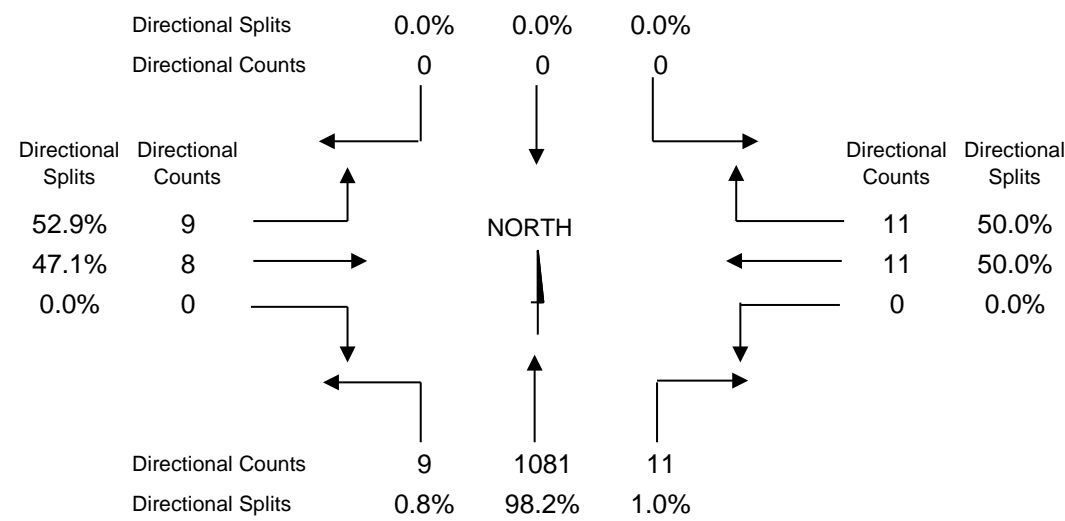 Directional Splits 0.0% 0.0% 0.0%
Directional Counts 0 0 0
Directional Directional Directional Directional
Splits Counts Counts Splits
52.9% 9 NORTH 11 50.0%
47.1% 8 11 50.0%
0.0% 0 0 0.0%
Directional Counts 9 1081 11
Directional Splits 0.8% 98.2% 1.0%